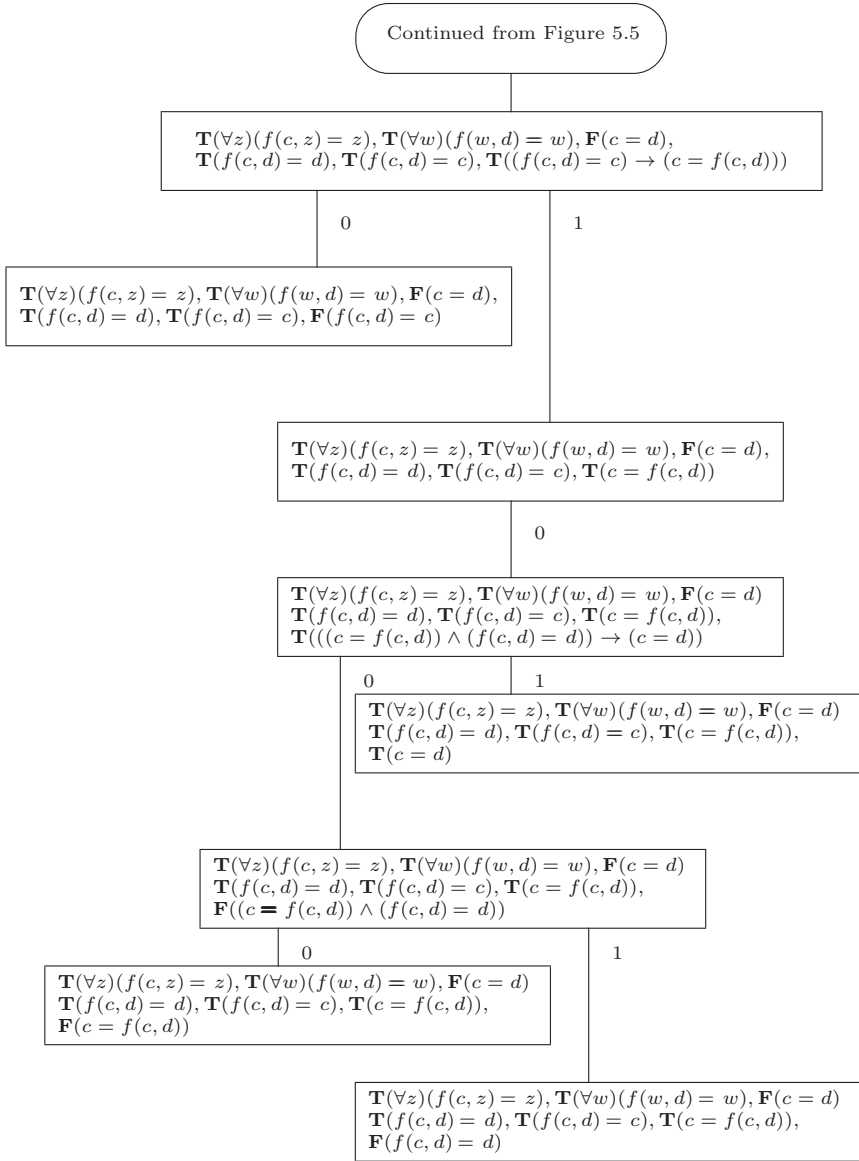 Continued from Figure 5.5
𝐓(∀z)(f(c, z) = z), 𝐓(∀w)(f(w, d) = w), 𝐅(c = d),
𝐓(f(c, d) = d), 𝐓(f(c, d) = c), 𝐓((f(c, d) = c) → (c = f(c, d)))
0
1
𝐓(∀z)(f(c, z) = z), 𝐓(∀w)(f(w, d) = w), 𝐅(c = d),
𝐓(f(c, d) = d), 𝐓(f(c, d) = c), 𝐅(f(c, d) = c)
𝐓(∀z)(f(c, z) = z), 𝐓(∀w)(f(w, d) = w), 𝐅(c = d),
𝐓(f(c, d) = d), 𝐓(f(c, d) = c), 𝐓(c = f(c, d))
0
𝐓(∀z)(f(c, z) = z), 𝐓(∀w)(f(w, d) = w), 𝐅(c = d)
𝐓(f(c, d) = d), 𝐓(f(c, d) = c), 𝐓(c = f(c, d)),
𝐓(((c = f(c, d)) ∧ (f(c, d) = d)) → (c = d))
0
1
𝐓(∀z)(f(c, z) = z), 𝐓(∀w)(f(w, d) = w), 𝐅(c = d)
𝐓(f(c, d) = d), 𝐓(f(c, d) = c), 𝐓(c = f(c, d)),
𝐓(c = d)
𝐓(∀z)(f(c, z) = z), 𝐓(∀w)(f(w, d) = w), 𝐅(c = d)
𝐓(f(c, d) = d), 𝐓(f(c, d) = c), 𝐓(c = f(c, d)),
𝐅((c = f(c, d)) ∧ (f(c, d) = d))
0
1
𝐓(∀z)(f(c, z) = z), 𝐓(∀w)(f(w, d) = w), 𝐅(c = d)
𝐓(f(c, d) = d), 𝐓(f(c, d) = c), 𝐓(c = f(c, d)),
𝐅(c = f(c, d))
𝐓(∀z)(f(c, z) = z), 𝐓(∀w)(f(w, d) = w), 𝐅(c = d)
𝐓(f(c, d) = d), 𝐓(f(c, d) = c), 𝐓(c = f(c, d)),
𝐅(f(c, d) = d)